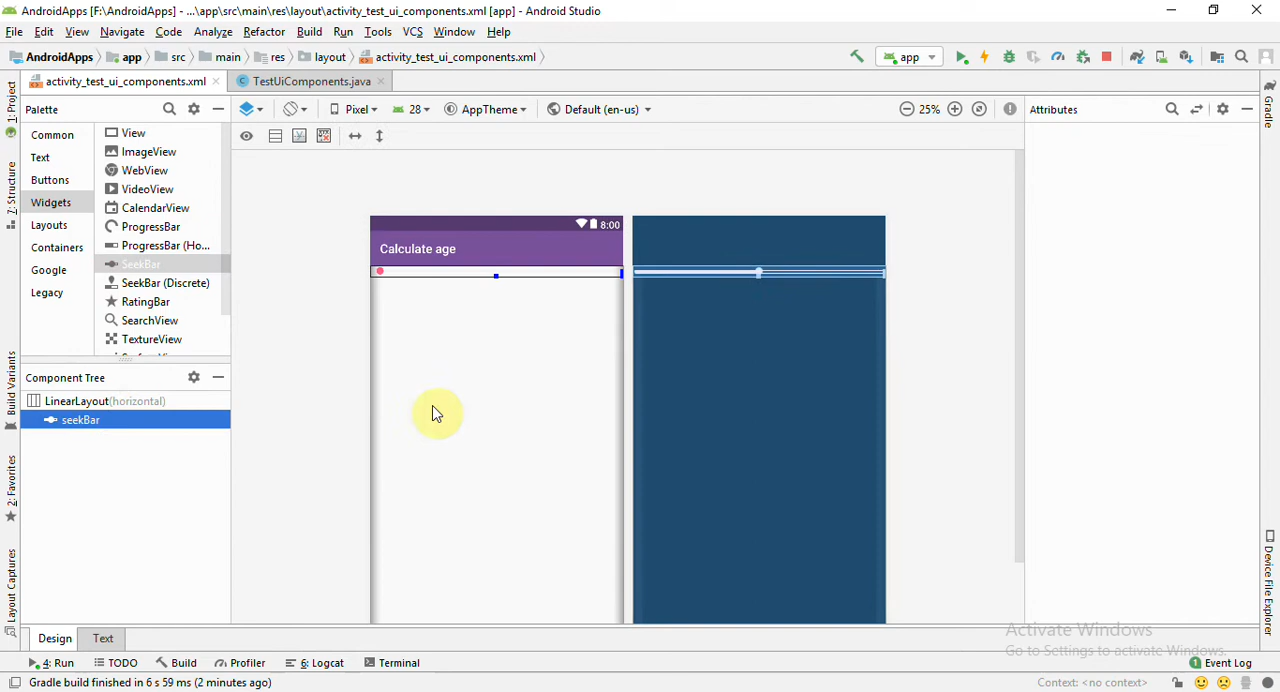 AndroidApps [F:\AndroidApps] - ...\app\src\main\res\layout\activity_test_ui_components.xml [app] - Android Studio
File Edit View Navigate Code Analyze Refactor Build Run Tools VCS Window Help
AndroidApps app src main res layout activity_test_ui_components.xml app
activity_test_ui_components.xml TestUiComponents.java
1: Project
Z: Structure
Build Variants
2: Favorites
Layout Captures
Palette
Common
Text
Buttons
Widgets
Layouts
Containers
Google
Legacy
View
ImageView
WebView
VideoView
CalendarView
ProgressBar
ProgressBar (Ho...
SeekBar
SeekBar (Discrete)
RatingBar
SearchView
TextureView
Component Tree
LinearLayout(horizontal)
seekBar
Pixel 28 AppTheme Default (en-us) 25%
8:00
Calculate age
Attributes
Gradle
Device File Explorer
Design Text
Activate Windows
Go to Settings to activate Windows.
4: Run TODO Build Profiler 6: Logcat Terminal 1 Event Log
Gradle build finished in 6 s 59 ms (2 minutes ago) Context: <no context>